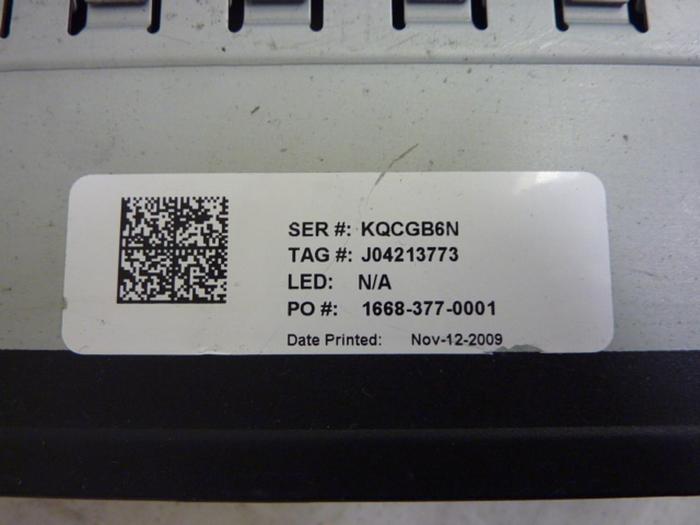 SER #: KQCGB6N
TAG #: J04213773
LED: N/A
PO #: 1668-377-0001
Date Printed: Nov-12-2009